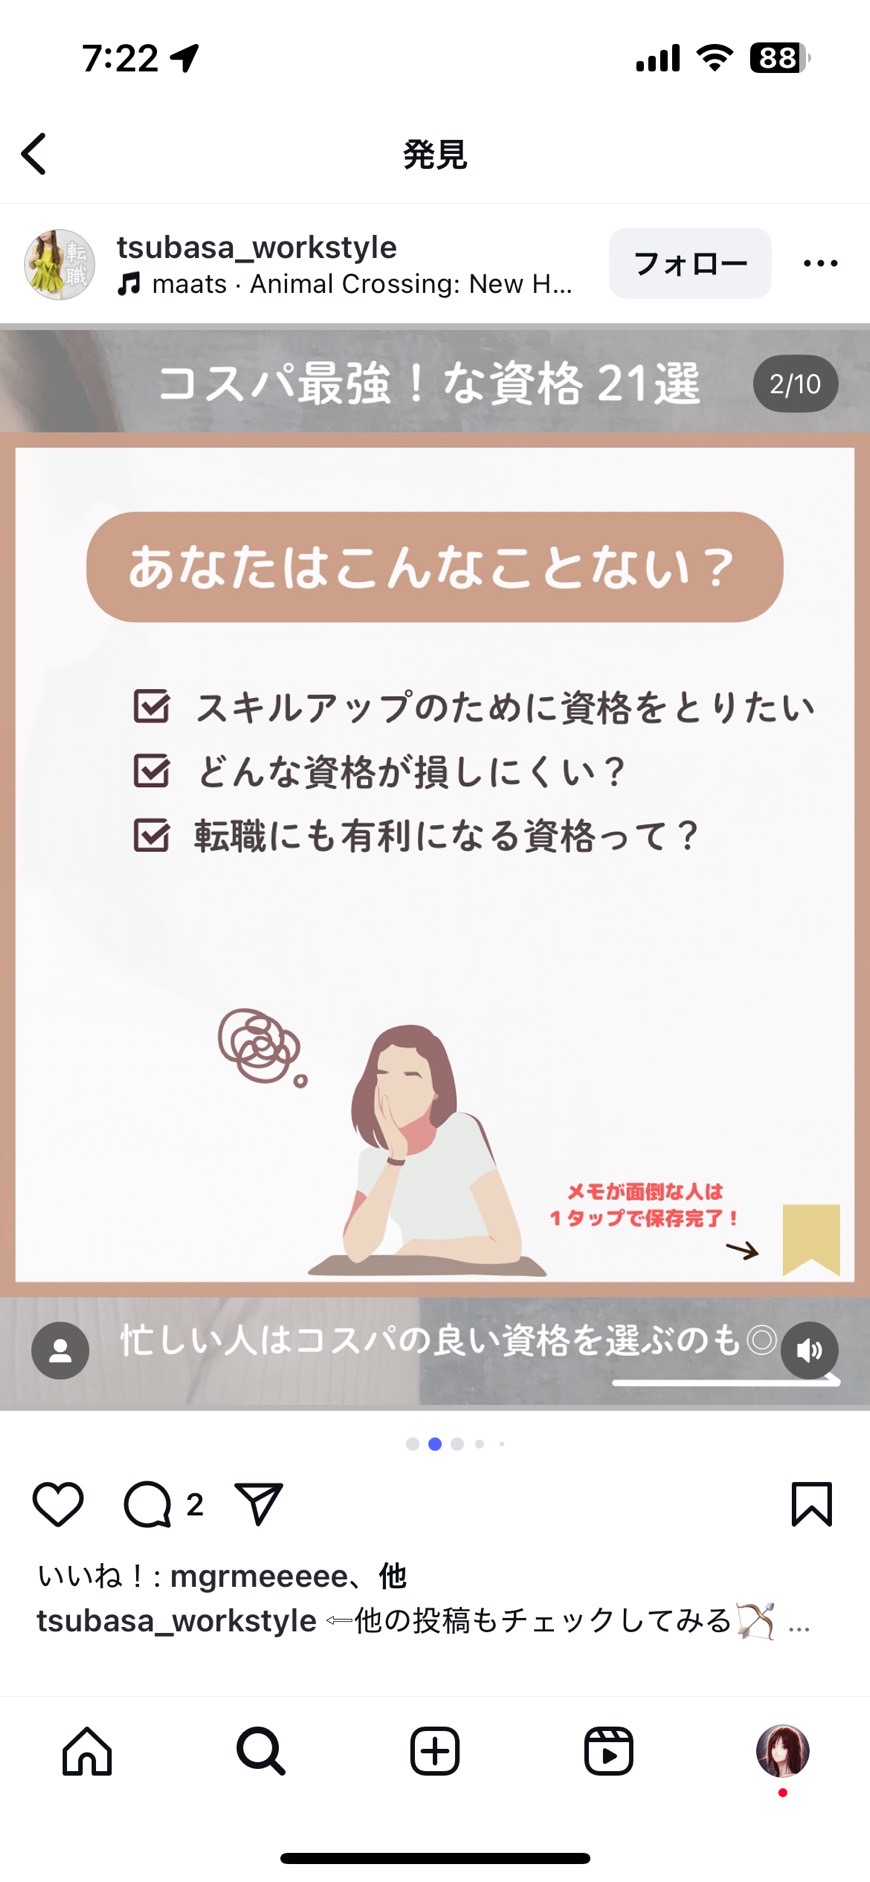 7:22
88
発見
tsubasa_workstyle
maats · Animal Crossing: New H...
フォロー
転職
コスパ最強！な資格 21選
2/10
あなたはこんなことない？
スキルアップのために資格をとりたい
どんな資格が損しにくい？
転職にも有利になる資格って？
メモが面倒な人は
1タップで保存完了！
忙しい人はコスパの良い資格を選ぶのも◎
2
いいね！: mgrmeeeee、他
tsubasa_workstyle ⇐他の投稿もチェックしてみる🏹 ...